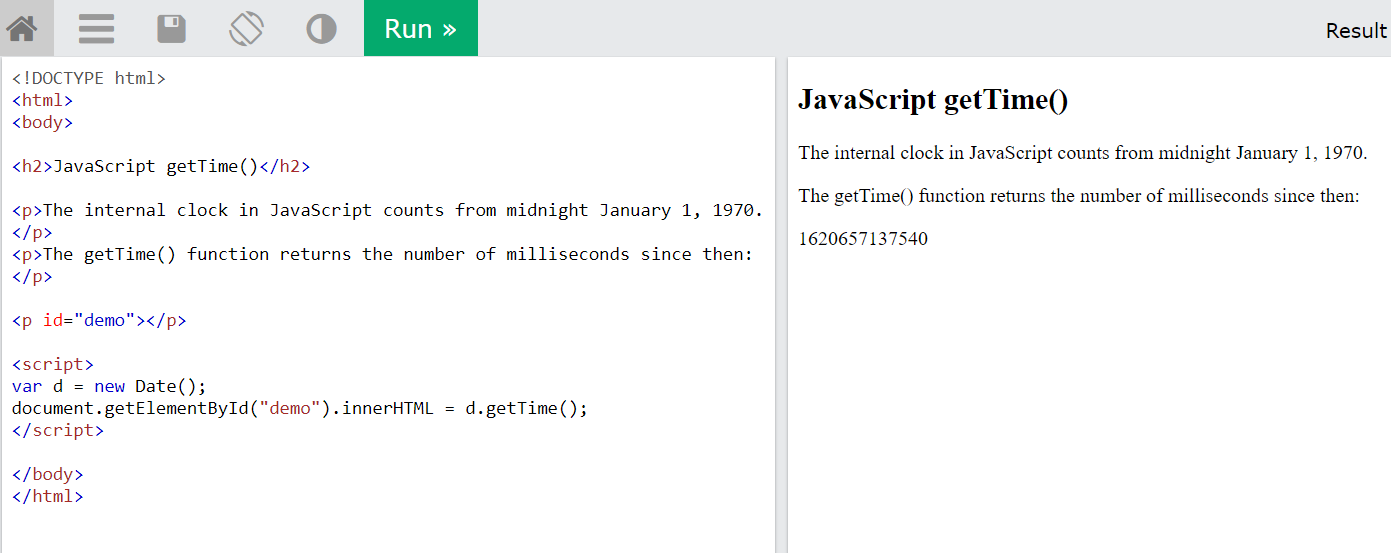 Run »
Result
<!DOCTYPE html>
<html>
<body>
<h2>JavaScript getTime()</h2>
<p>The internal clock in JavaScript counts from midnight January 1, 1970.
</p>
<p>The getTime() function returns the number of milliseconds since then:
</p>
<p id="demo"></p>
<script>
var d = new Date();
document.getElementById("demo").innerHTML = d.getTime();
</script>
</body>
</html>
JavaScript getTime()
The internal clock in JavaScript counts from midnight January 1, 1970.
The getTime() function returns the number of milliseconds since then:
1620657137540